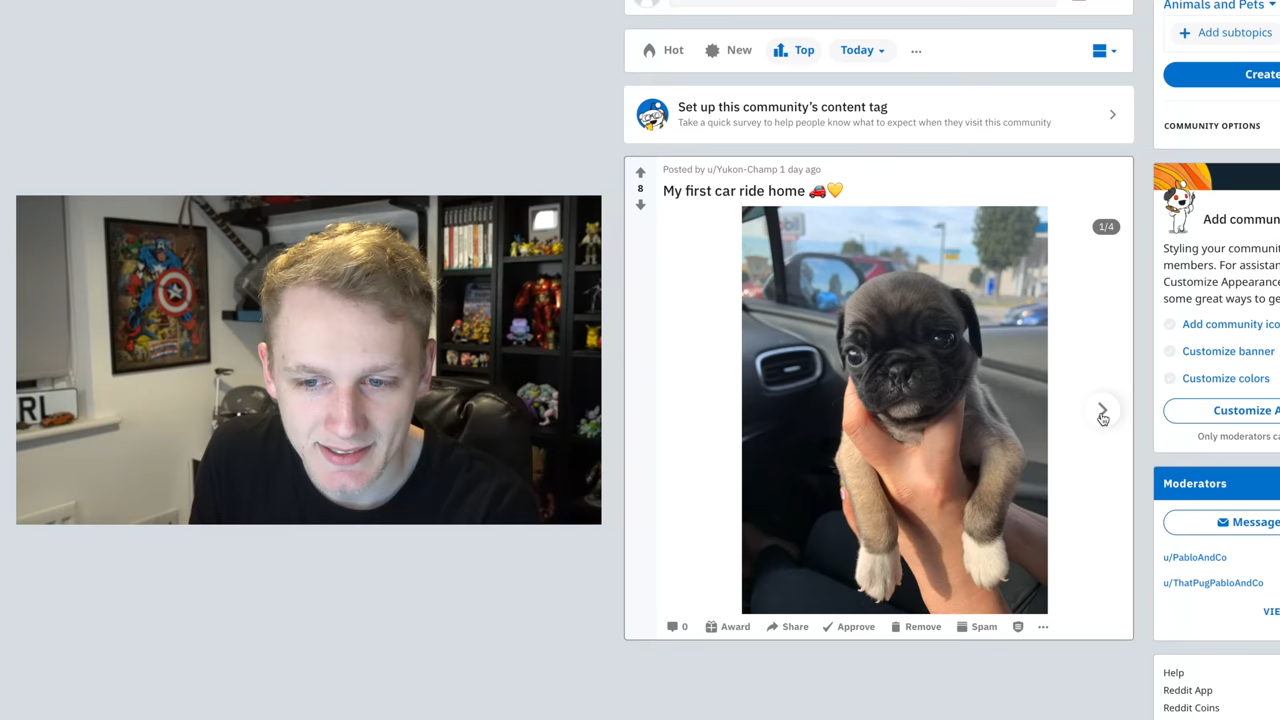 Hot New Top Today
Set up this community's content tag
Take a quick survey to help people know what to expect when they visit this community
Posted by u/Yukon-Champ 1 day ago
8
My first car ride home 🚗💛
1/4
RL
0 Award Share Approve Remove Spam
Animals and Pets
Add subtopics
Create
COMMUNITY OPTIONS
Add commun
Styling your communit
members. For assistan
Customize Appearance
some great ways to ge
Add community ico
Customize banner
Customize colors
Customize A
Only moderators ca
Moderators
Message
u/PabloAndCo
u/ThatPugPabloAndCo
VIE
Help
Reddit App
Reddit Coins